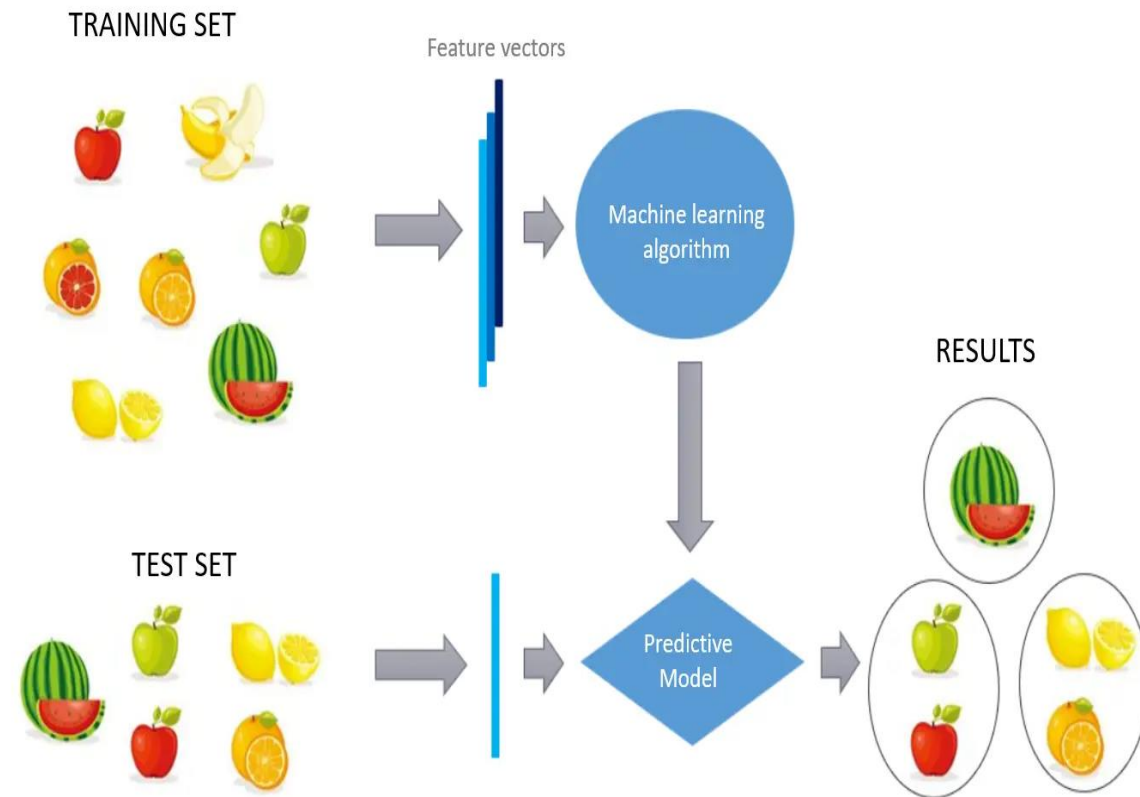 TRAINING SET
Feature vectors
Machine learning
algorithm
RESULTS
TEST SET
Predictive
Model